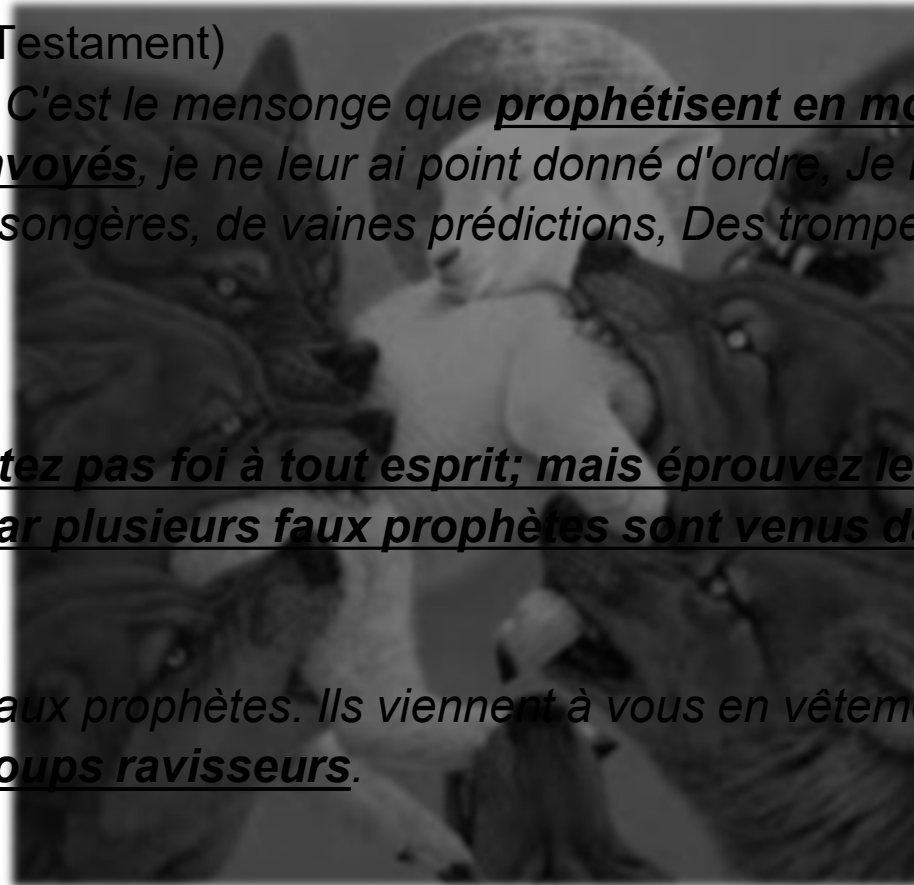 Testament)
C'est le mensonge que prophétisent en mo
nvoyés, je ne leur ai point donné d'ordre, Je
songères, de vaines prédictions, Des trompe
tez pas foi à tout esprit; mais éprouvez le
ar plusieurs faux prophètes sont venus da
aux prophètes. Ils viennent à vous en vêtem
oups ravisseurs.